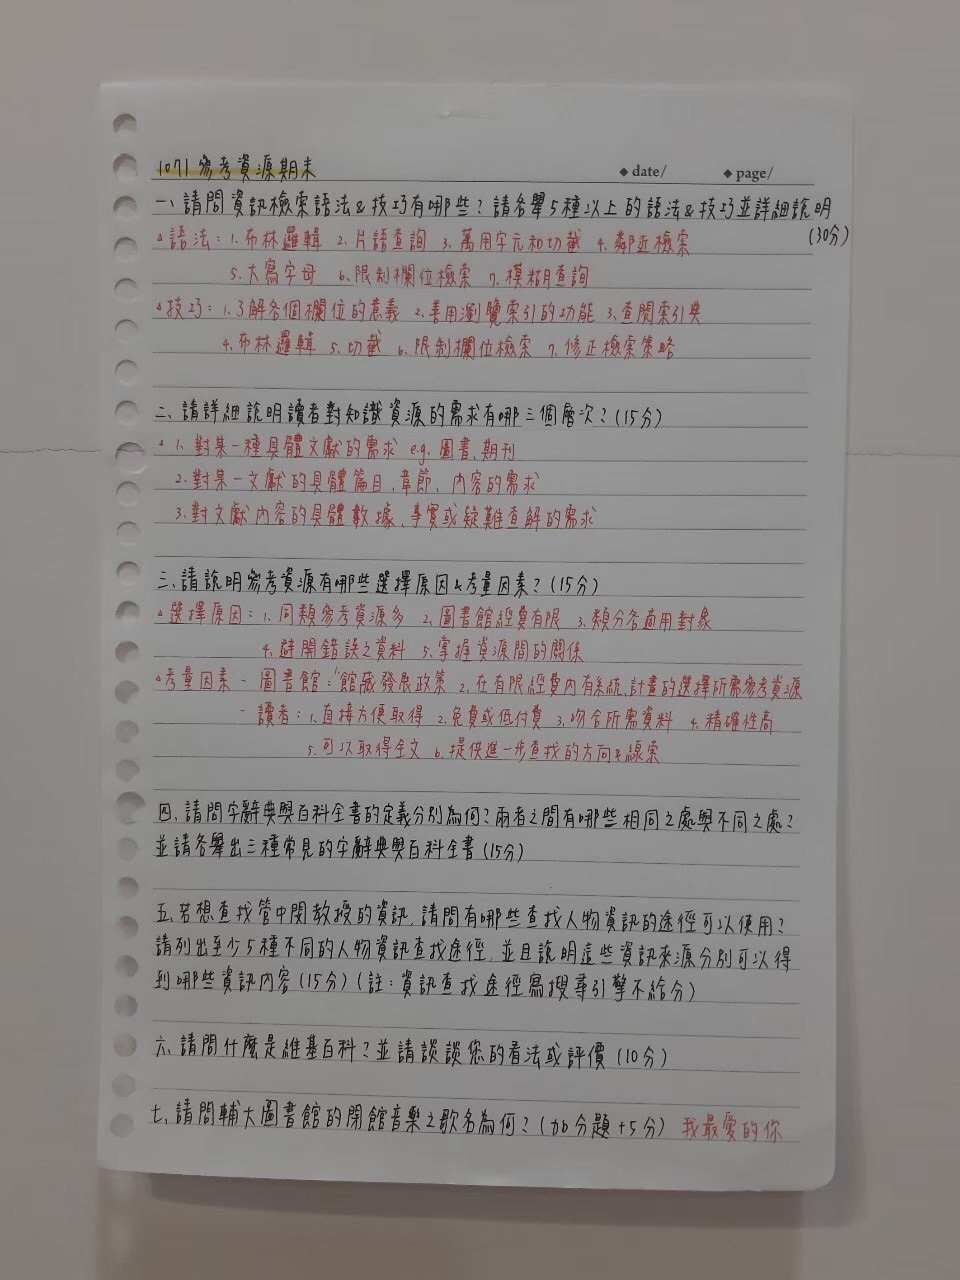 1071 參考資源期末
◆ date/ ◆ page/
一、請問資訊檢索語法&技巧有哪些？請各舉5種以上的語法&技巧並詳細說明
(30分)
△語法：1.布林邏輯 2.片語查詢 3.萬用字元和切截 4.鄰近檢索
5.大寫字母 6.限制欄位檢索 7.模糊查詢
△技巧：1.了解各個欄位的意義 2.善用瀏覽索引的功能 3.查閱索引典
4.布林邏輯 5.切截 6.限制欄位檢索 7.修正檢索策略
二、請詳細說明讀者對知識資源的需求有哪三個層次？(15分)
△1.對某一種具體文獻的需求 e.g. 圖書、期刊
2.對某一文獻的具體篇目、章節、內容的需求
3.對文獻內容的具體數據、事實或疑難查解的需求
三、請說明參考資源有哪些選擇原因&考量因素？(15分)
△選擇原因：1.同類參考資源多 2.圖書館經費有限 3.類分各適用對象
4.避開錯誤之資料 5.掌握資源間的關係
△考量因素－圖書館：1.館藏發展政策 2.在有限經費內有系統、計畫的選擇所需參考資源
－讀者：1.直接方便取得 2.免費或低付費 3.吻合所需資料 4.精確性高
5.可以取得全文 6.提供進一步查找的方向&線索
四、請問字辭典與百科全書的定義分別為何？兩者之間有哪些相同之處與不同之處？
並請各舉出三種常見的字辭典與百科全書(15分)
五、若想查找管中閔教授的資訊，請問有哪些查找人物資訊的途徑可以使用？
請列出至少5種不同的人物資訊查找途徑，並且說明這些資訊來源分別可以得
到哪些資訊內容(15分)(註：資訊查找途徑寫搜尋引擎不給分)
六、請問什麼是維基百科？並請談談您的看法或評價(10分)
七、請問輔大圖書館的閉館音樂之歌名為何？(加分題+5分) 我最愛的你